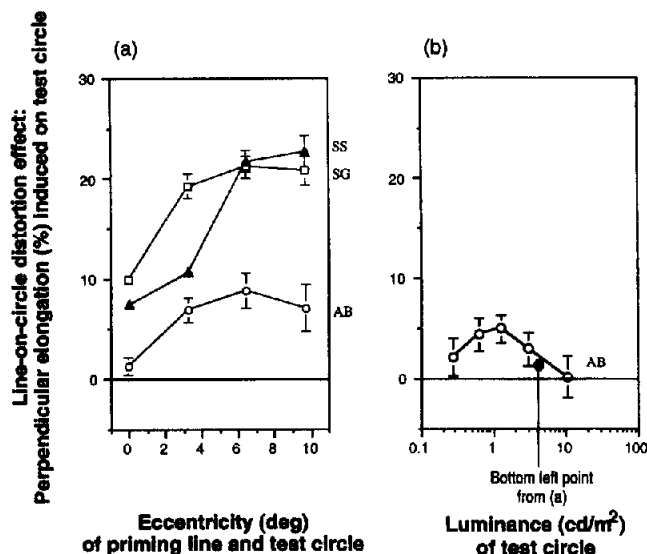 Line-on-circle distortion effect:
Perpendicular elongation (%) induced on test circle
(a)
30
20
10
0
SS
SG
AB
0 2 4 6 8 10
Eccentricity (deg)
of priming line and test circle
(b)
30
20
10
0
AB
0.1 1 10 100
Bottom left point
from (a)
Luminance (cd/m²)
of test circle